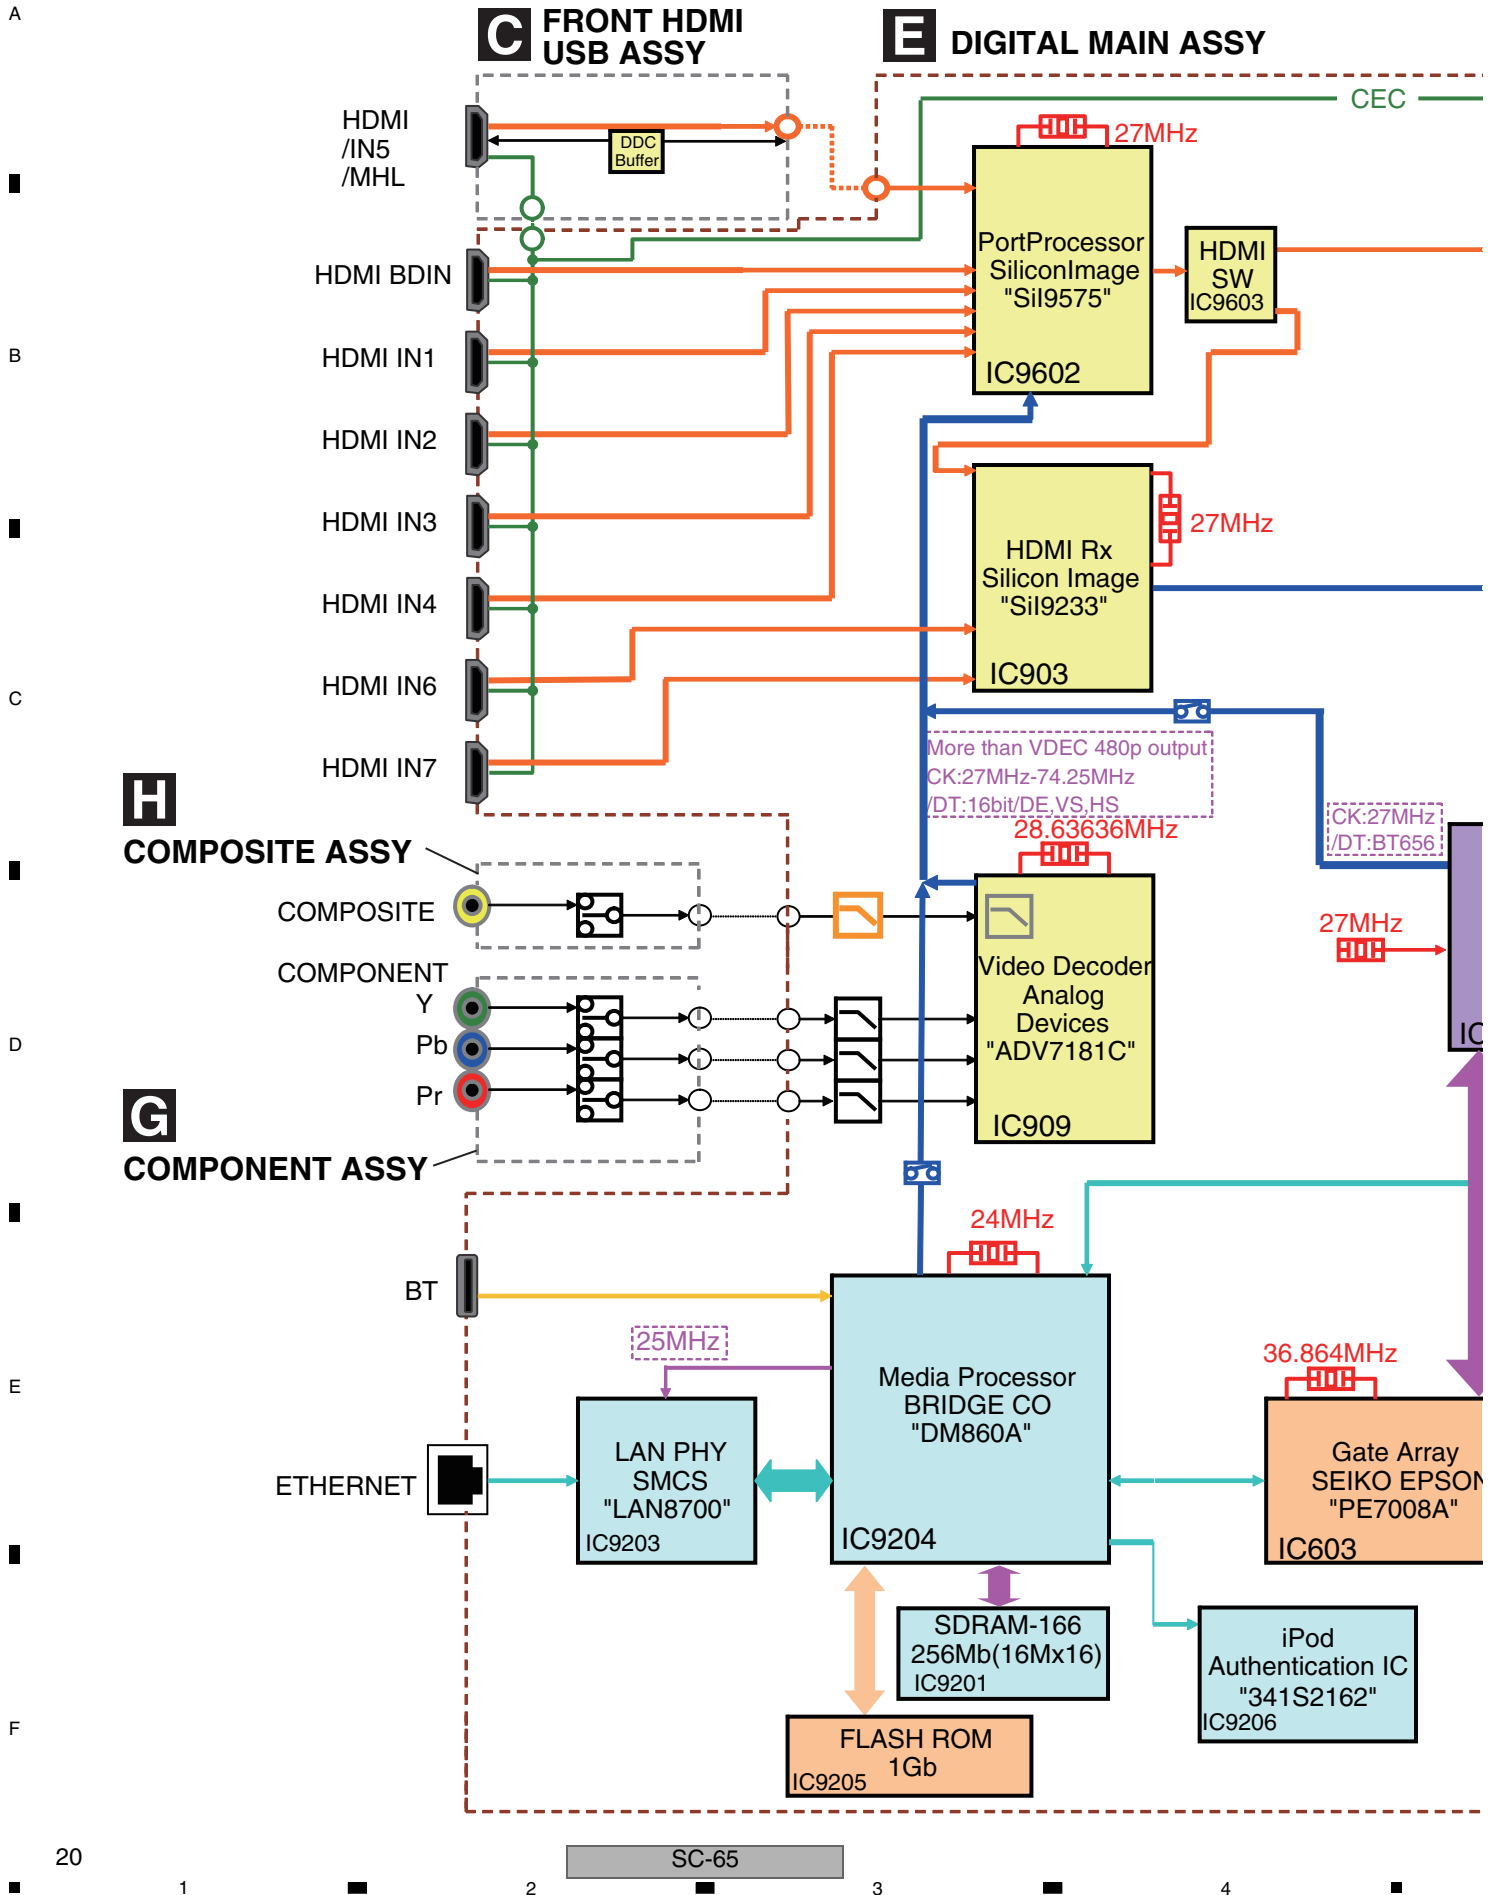 A
C FRONT HDMI
USB ASSY
E DIGITAL MAIN ASSY
CEC
HDMI
/IN5
/MHL
DDC
Buffer
27MHz
PortProcessor
SiliconImage
"SiI9575"
IC9602
HDMI
SW
IC9603
HDMI BDIN
B
HDMI IN1
HDMI IN2
HDMI IN3
HDMI Rx
Silicon Image
"SiI9233"
IC903
27MHz
HDMI IN4
HDMI IN6
C
HDMI IN7
More than VDEC 480p output
CK:27MHz-74.25MHz
/DT:16bit/DE,VS,HS
28.63636MHz
CK:27MHz
/DT:BT656
H
COMPOSITE ASSY
COMPOSITE
27MHz
COMPONENT
Y
Pb
Pr
Video Decoder
Analog
Devices
"ADV7181C"
IC909
IC
D
G
COMPONENT ASSY
24MHz
BT
25MHz
36.864MHz
E
Media Processor
BRIDGE CO
"DM860A"
IC9204
ETHERNET
LAN PHY
SMCS
"LAN8700"
IC9203
Gate Array
SEIKO EPSON
"PE7008A"
IC603
SDRAM-166
256Mb(16Mx16)
IC9201
iPod
Authentication IC
"341S2162"
IC9206
F
FLASH ROM
1Gb
IC9205
20
SC-65
1
2
3
4